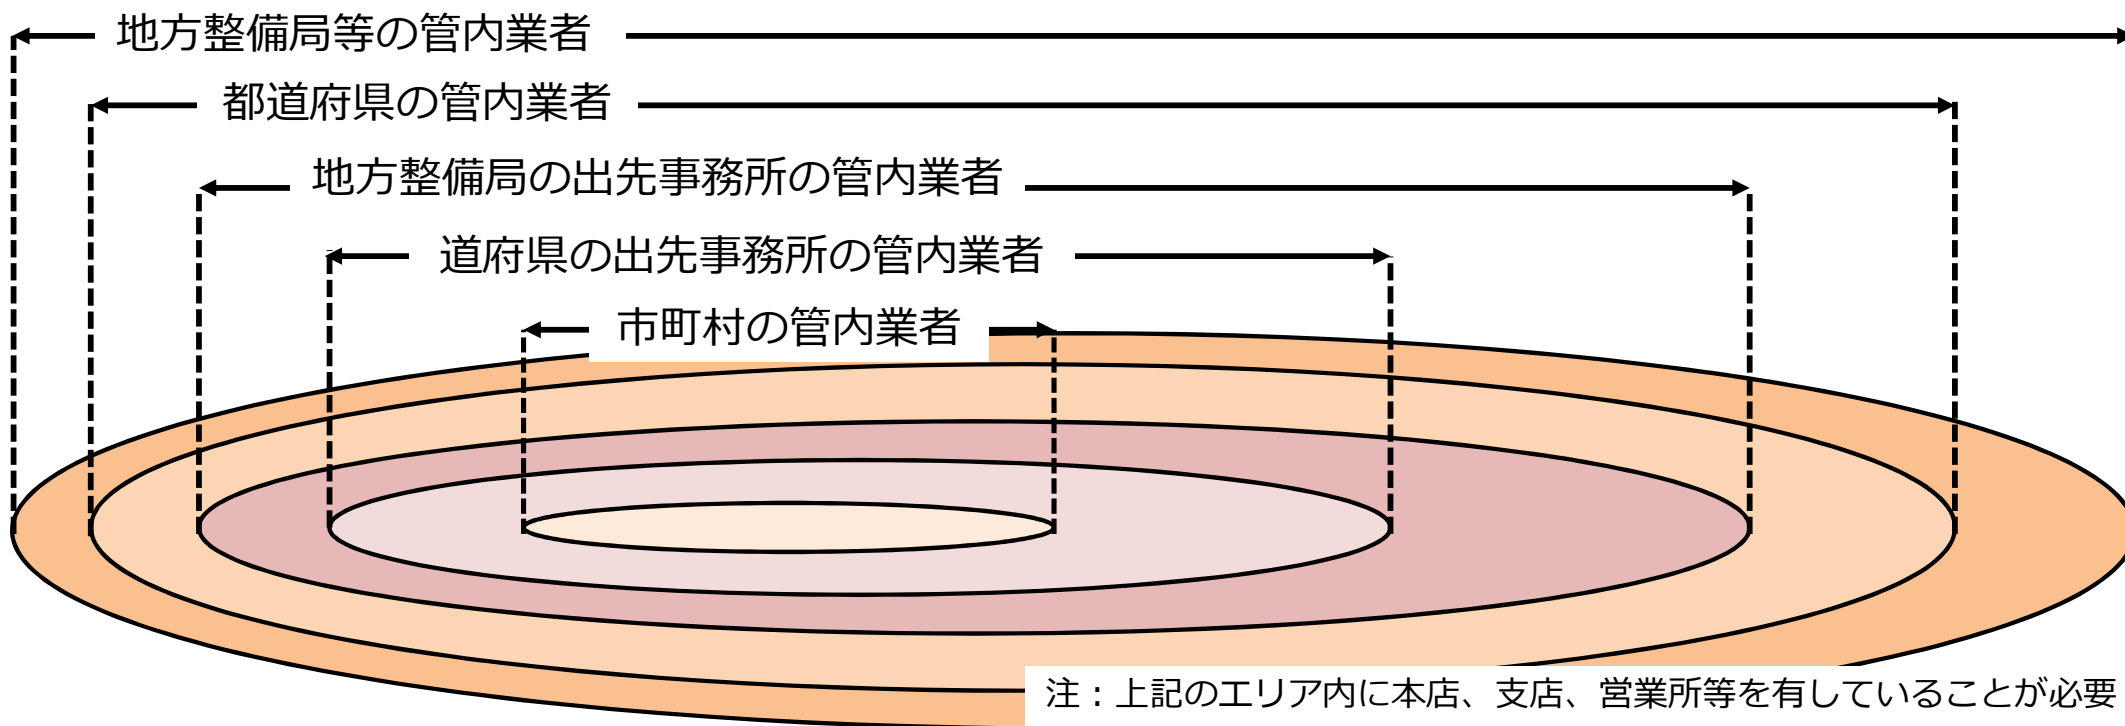 地方整備局等の管内業者
都道府県の管内業者
地方整備局の出先事務所の管内業者
道府県の出先事務所の管内業者
市町村の管内業者
注：上記のエリア内に本店、支店、営業所等を有していることが必要